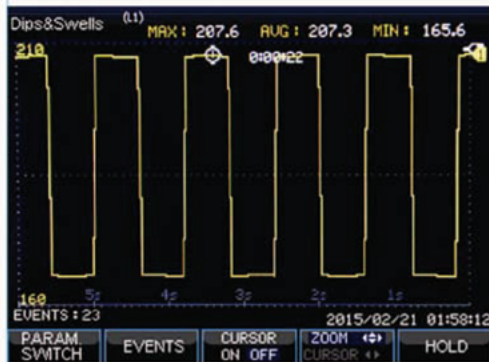 Dips&Swells (L1) MAX: 207.6 AVG: 207.3 MIN: 165.6
210
0:00:22
160
5s 4s 3s 2s 1s
EVENTS:23 2015/02/21 01:58:12
PARAM. SWITCH
EVENTS
CURSOR ON OFF
ZOOM
CURSOR
HOLD